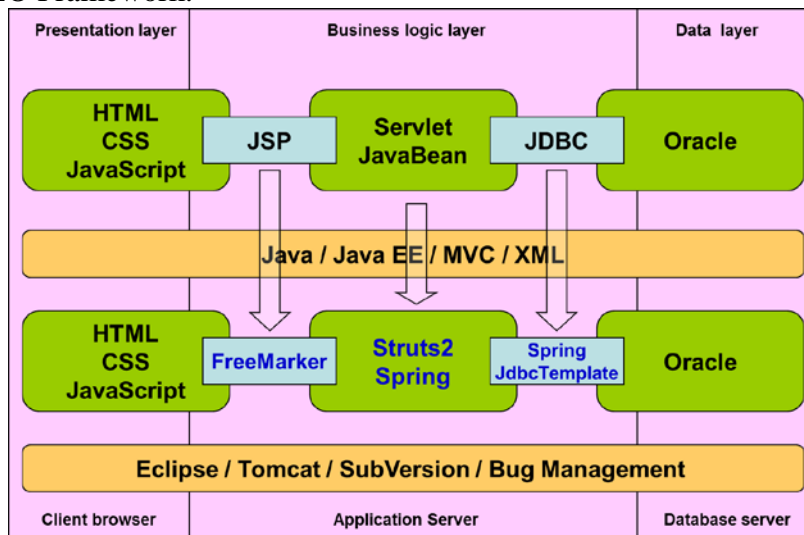 Presentation layer
Business logic layer
Data layer
HTML
CSS
JavaScript
JSP
Servlet
JavaBean
JDBC
Oracle
Java / Java EE / MVC / XML
HTML
CSS
JavaScript
FreeMarker
Struts2
Spring
Spring
JdbcTemplate
Oracle
Eclipse / Tomcat / SubVersion / Bug Management
Client browser
Application Server
Database server